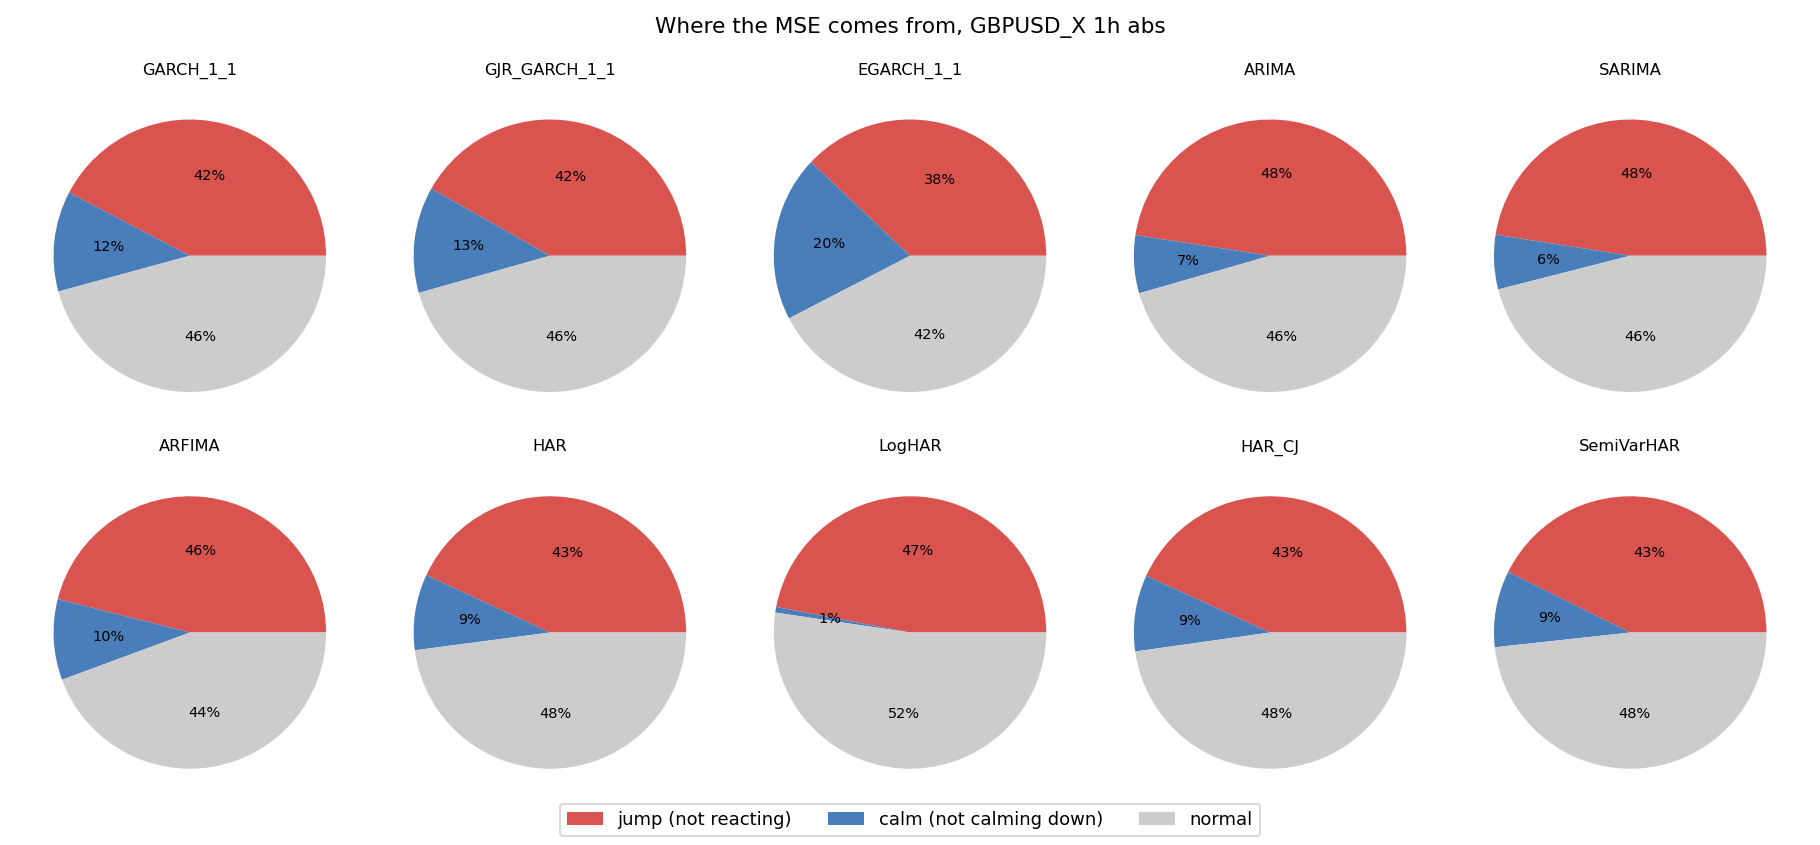 Where the MSE comes from, GBPUSD_X 1h abs
GARCH_1_1
GJR_GARCH_1_1
EGARCH_1_1
ARIMA
SARIMA
42%
12%
46%
42%
13%
46%
38%
20%
42%
48%
7%
46%
48%
6%
46%
ARFIMA
HAR
LogHAR
HAR_CJ
SemiVarHAR
46%
10%
44%
43%
9%
48%
47%
1%
52%
43%
9%
48%
43%
9%
48%
jump (not reacting)
calm (not calming down)
normal